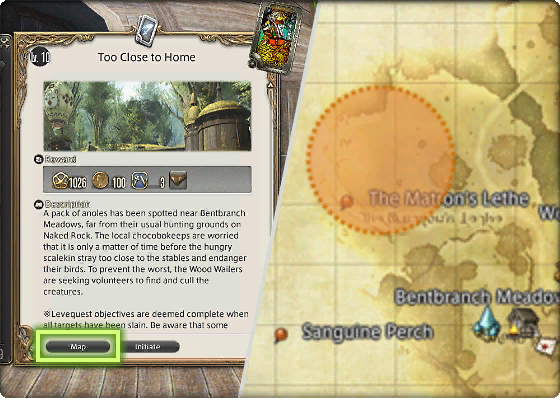 Lv. 10
Too Close to Home
Reward
1026
100
3
Description
A pack of anoles has been spotted near Bentbranch
Meadows, far from their usual hunting grounds on
Naked Rock. The local chocobokeeps are worried
that it is only a matter of time before the hungry
scalekin stray too close to the stables and endanger
their birds. To prevent the worst, the Wood Wailers
are seeking volunteers to find and cull the
creatures.
※Levequest objectives are deemed complete when
all targets have been slain. Be aware that some
Map
Initiate
The Matron's Lethe
Bentbranch Meadow
Sanguine Perch